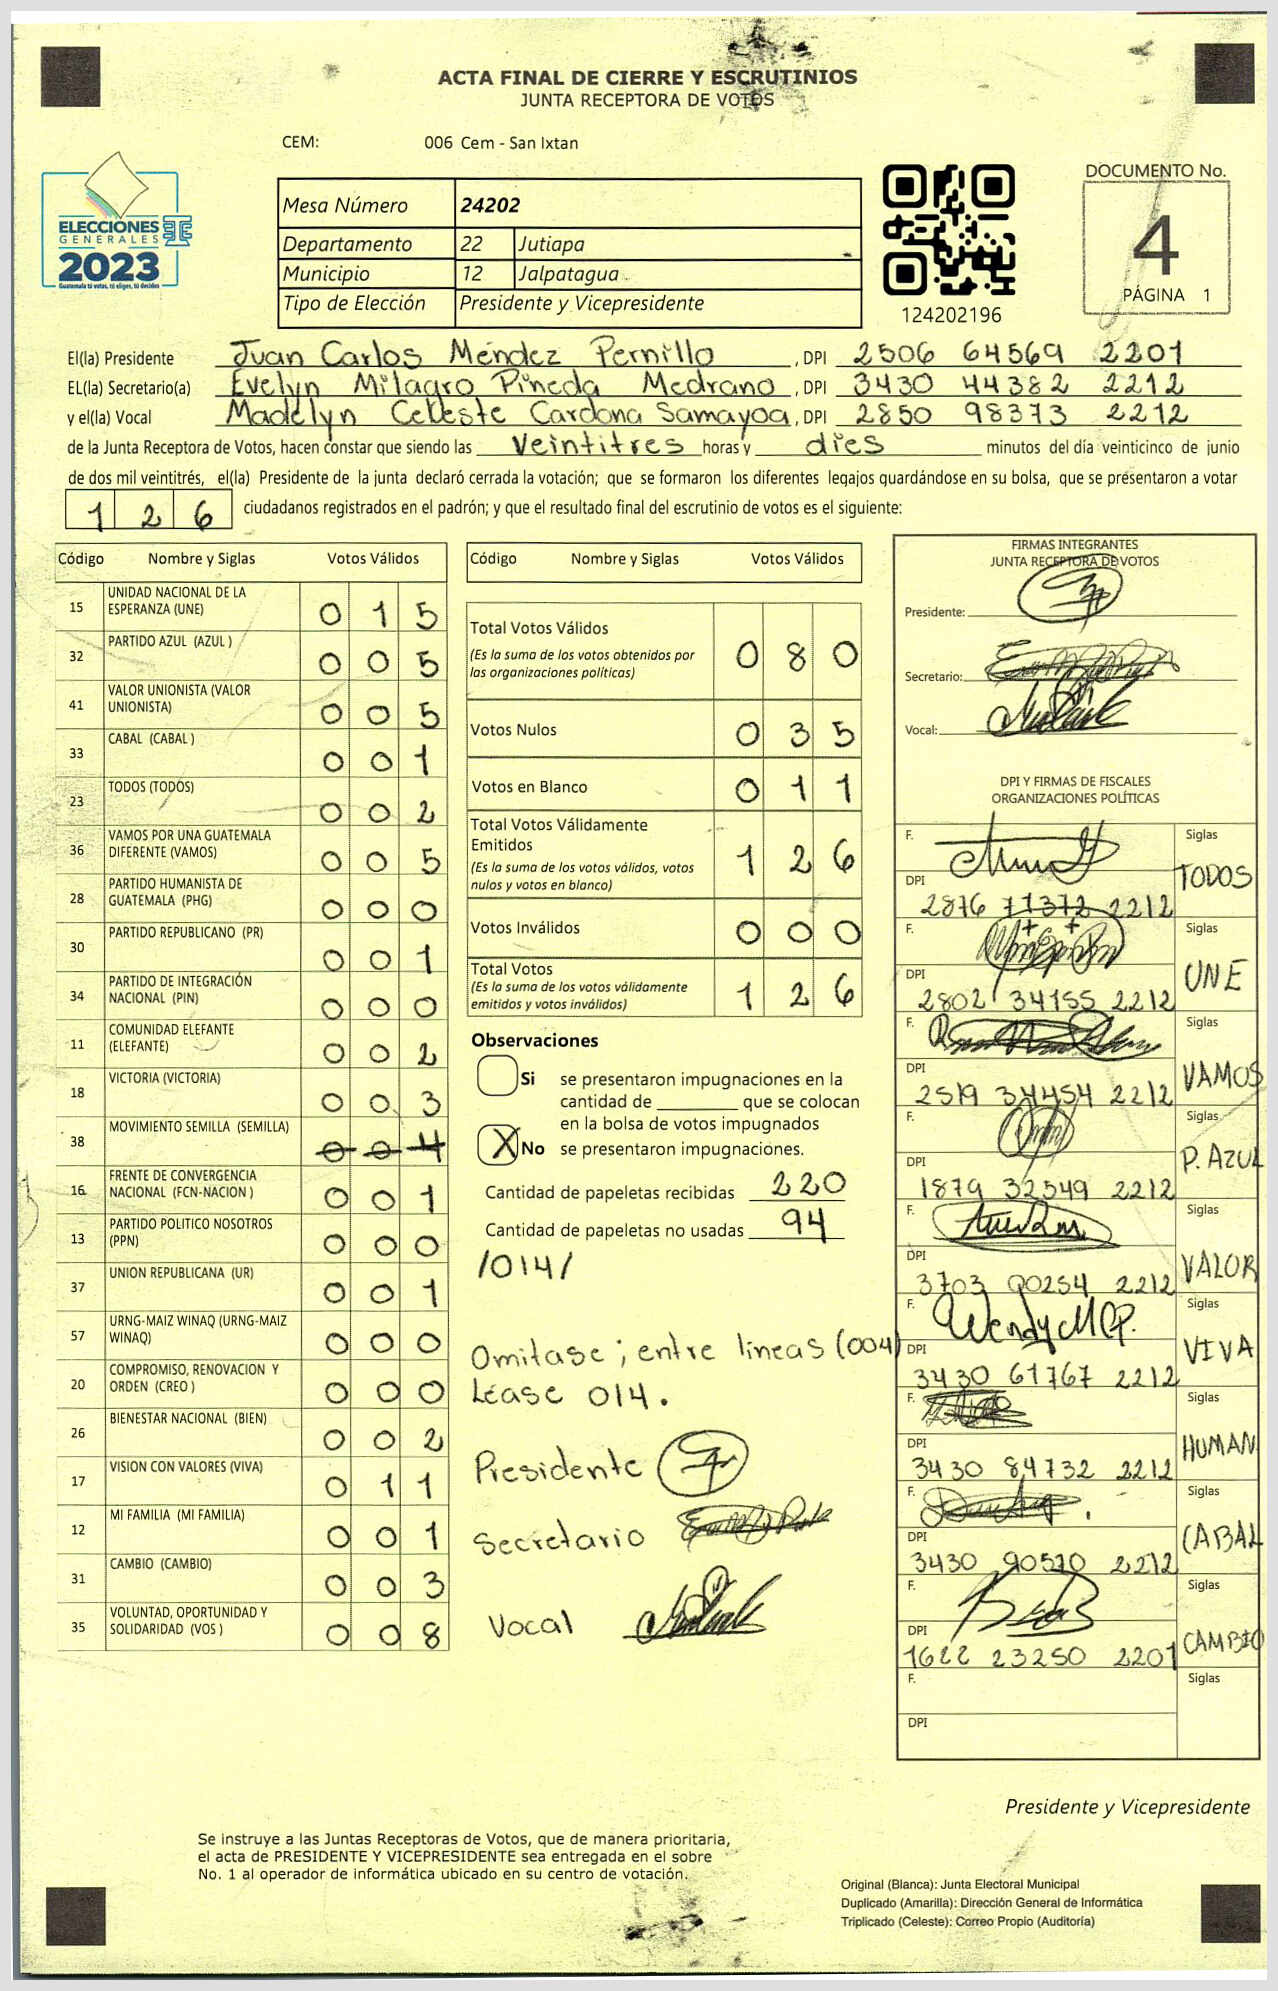 ACTA FINAL DE CIERRE Y ESCRUTINIOS
JUNTA RECEPTORA DE VOTOS
CEM: 006 Cem - San Ixtan
ELECCIONES
GENERALES
2023
Guatemala tú votas, tú eliges, tú decides
Mesa Número 24202
Departamento 22 Jutiapa
Municipio 12 Jalpatagua
Tipo de Elección Presidente y Vicepresidente
124202196
DOCUMENTO No.
4
PÁGINA 1
El(la) Presidente Juan Carlos Méndez Pernillo, DPI 2506 64569 2201
EL(la) Secretario(a) Evelyn Milagro Pineda Medrano, DPI 3430 44382 2212
y el(la) Vocal Madelyn Celeste Cardona Samayoa, DPI 2850 98373 2212
de la Junta Receptora de Votos, hacen constar que siendo las Veintitres horas y dies minutos del día veinticinco de junio
de dos mil veintitrés, el(la) Presidente de la junta declaró cerrada la votación; que se formaron los diferentes legajos quardándose en su bolsa, que se présentaron a votar
1 2 6 ciudadanos registrados en el padrón; y que el resultado final del escrutinio de votos es el siguiente:
Código Nombre y Siglas Votos Válidos
15 UNIDAD NACIONAL DE LA
ESPERANZA (UNE) 0 1 5
32 PARTIDO AZUL (AZUL ) 0 0 5
41 VALOR UNIONISTA (VALOR
UNIONISTA) 0 0 5
33 CABAL (CABAL ) 0 0 1
23 TODOS (TODOS) 0 0 2
36 VAMOS POR UNA GUATEMALA
DIFERENTE (VAMOS) 0 0 5
28 PARTIDO HUMANISTA DE
GUATEMALA (PHG) 0 0 0
30 PARTIDO REPUBLICANO (PR) 0 0 1
34 PARTIDO DE INTEGRACIÓN
NACIONAL (PIN) 0 0 0
11 COMUNIDAD ELEFANTE
(ELEFANTE) 0 0 2
18 VICTORIA (VICTORIA) 0 0 3
38 MOVIMIENTO SEMILLA (SEMILLA) 0 0 4
16 FRENTE DE CONVERGENCIA
NACIONAL (FCN-NACION ) 0 0 1
13 PARTIDO POLITICO NOSOTROS
(PPN) 0 0 0
37 UNION REPUBLICANA (UR) 0 0 1
57 URNG-MAIZ WINAQ (URNG-MAIZ
WINAQ) 0 0 0
20 COMPROMISO, RENOVACION Y
ORDEN (CREO ) 0 0 0
26 BIENESTAR NACIONAL (BIEN) 0 0 2
17 VISION CON VALORES (VIVA) 0 1 1
12 MI FAMILIA (MI FAMILIA) 0 0 1
31 CAMBIO (CAMBIO) 0 0 3
35 VOLUNTAD, OPORTUNIDAD Y
SOLIDARIDAD (VOS ) 0 0 8
Código Nombre y Siglas Votos Válidos
Total Votos Válidos 0 8 0
(Es la suma de los votos obtenidos por
las organizaciones políticas)
Votos Nulos 0 3 5
Votos en Blanco 0 1 1
Total Votos Válidamente
Emitidos 1 2 6
(Es la suma de los votos válidos, votos
nulos y votos en blanco)
Votos Inválidos 0 0 0
Total Votos
(Es la suma de los votos válidamente
emitidos y votos inválidos) 1 2 6
Observaciones
Si se presentaron impugnaciones en la
cantidad de ________ que se colocan
en la bolsa de votos impugnados
X No se presentaron impugnaciones.
Cantidad de papeletas recibidas 220
Cantidad de papeletas no usadas 94
/014/
Omitase ; entre lineas (004)
Léase 014.
Presidente
Secretario
Vocal
FIRMAS INTEGRANTES
JUNTA RECEPTORA DE VOTOS
Presidente:
Secretario:
Vocal:
DPI Y FIRMAS DE FISCALES
ORGANIZACIONES POLÍTICAS
F. Siglas
TODOS
DPI
2876 77372 2212
F. Siglas
UNE
DPI
2802 34155 2212
F. Siglas
VAMOS
DPI
2519 34454 2212
F. Siglas
P. AZUL
DPI
1879 32549 2212
F. Siglas
VALOR
DPI
3703 00254 2212
F. Wendy MGP. Siglas
VIVA
DPI
3430 61767 2212
F. Siglas
HUMAN
DPI
3430 84732 2212
F. Siglas
CABAL
DPI
3430 90570 2212
F. Siglas
CAMBIO
DPI
1622 23250 2201
F. Siglas
DPI
Presidente y Vicepresidente
Se instruye a las Juntas Receptoras de Votos, que de manera prioritaria,
el acta de PRESIDENTE Y VICEPRESIDENTE sea entregada en el sobre
No. 1 al operador de informática ubicado en su centro de votación.
Original (Blanca): Junta Electoral Municipal
Duplicado (Amarilla): Dirección General de Informática
Triplicado (Celeste): Correo Propio (Auditoría)